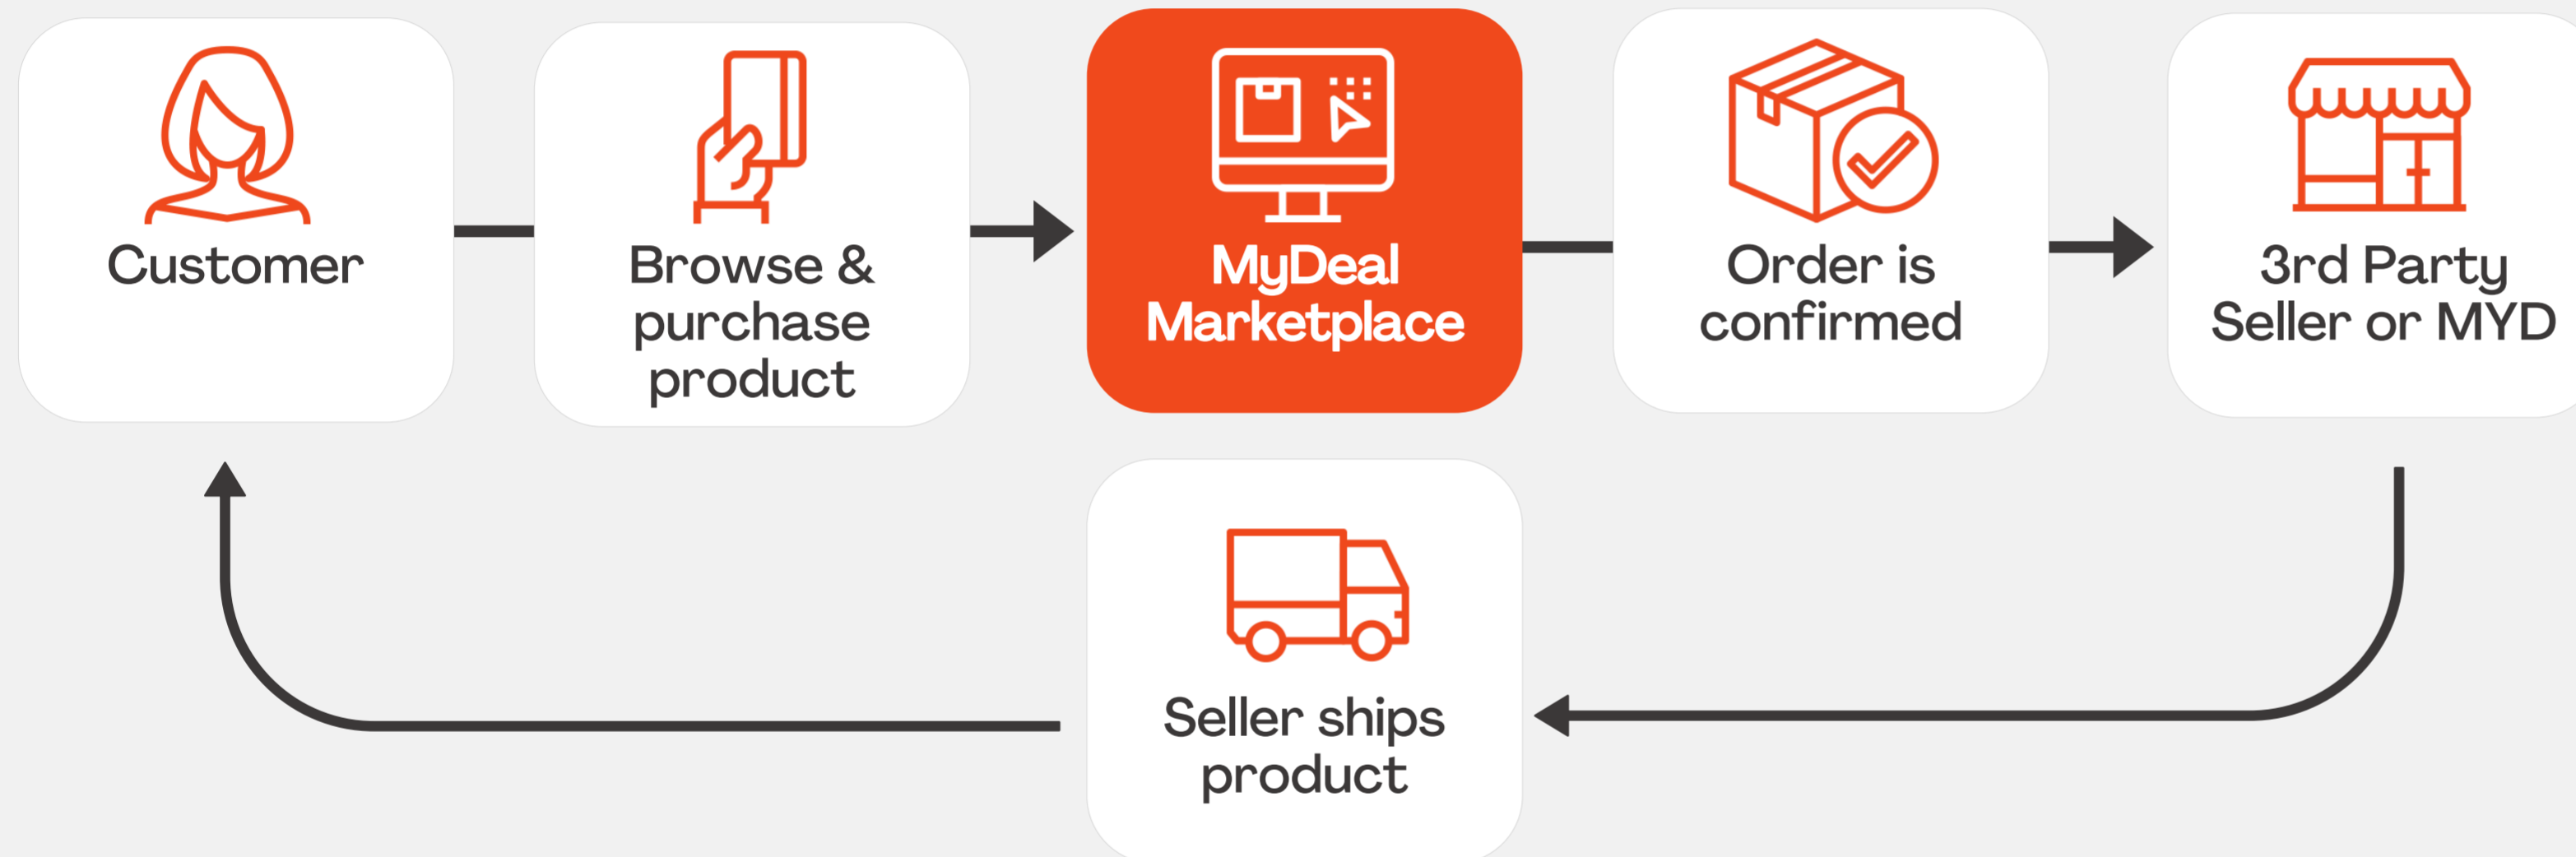 Customer
Browse &
purchase
product
MyDeal
Marketplace
Order is
confirmed
3rd Party
Seller or MYD
Seller ships
product